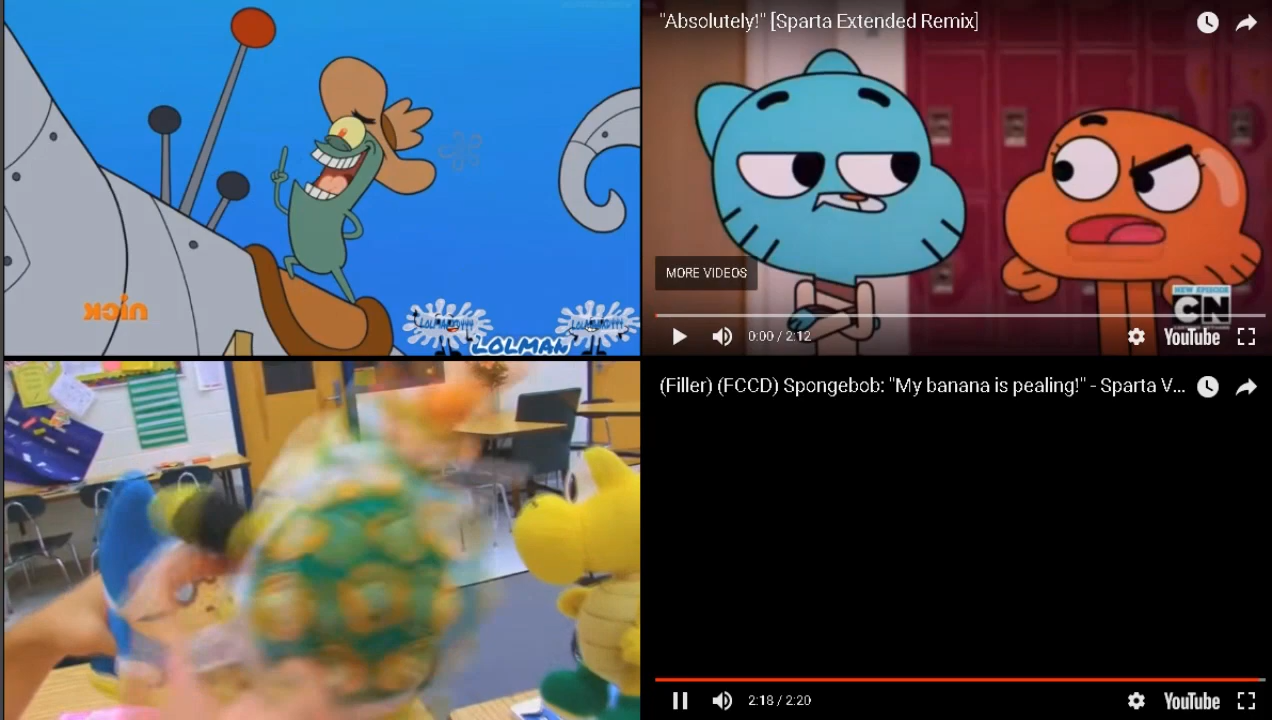 "Absolutely!" [Sparta Extended Remix]
MORE VIDEOS
nick
NEW EPISODE
CN
LOLMAN
0:00 / 2:12
YouTube
(Filler) (FCCD) Spongebob: "My banana is pealing!" - Sparta V...
2:18 / 2:20
YouTube